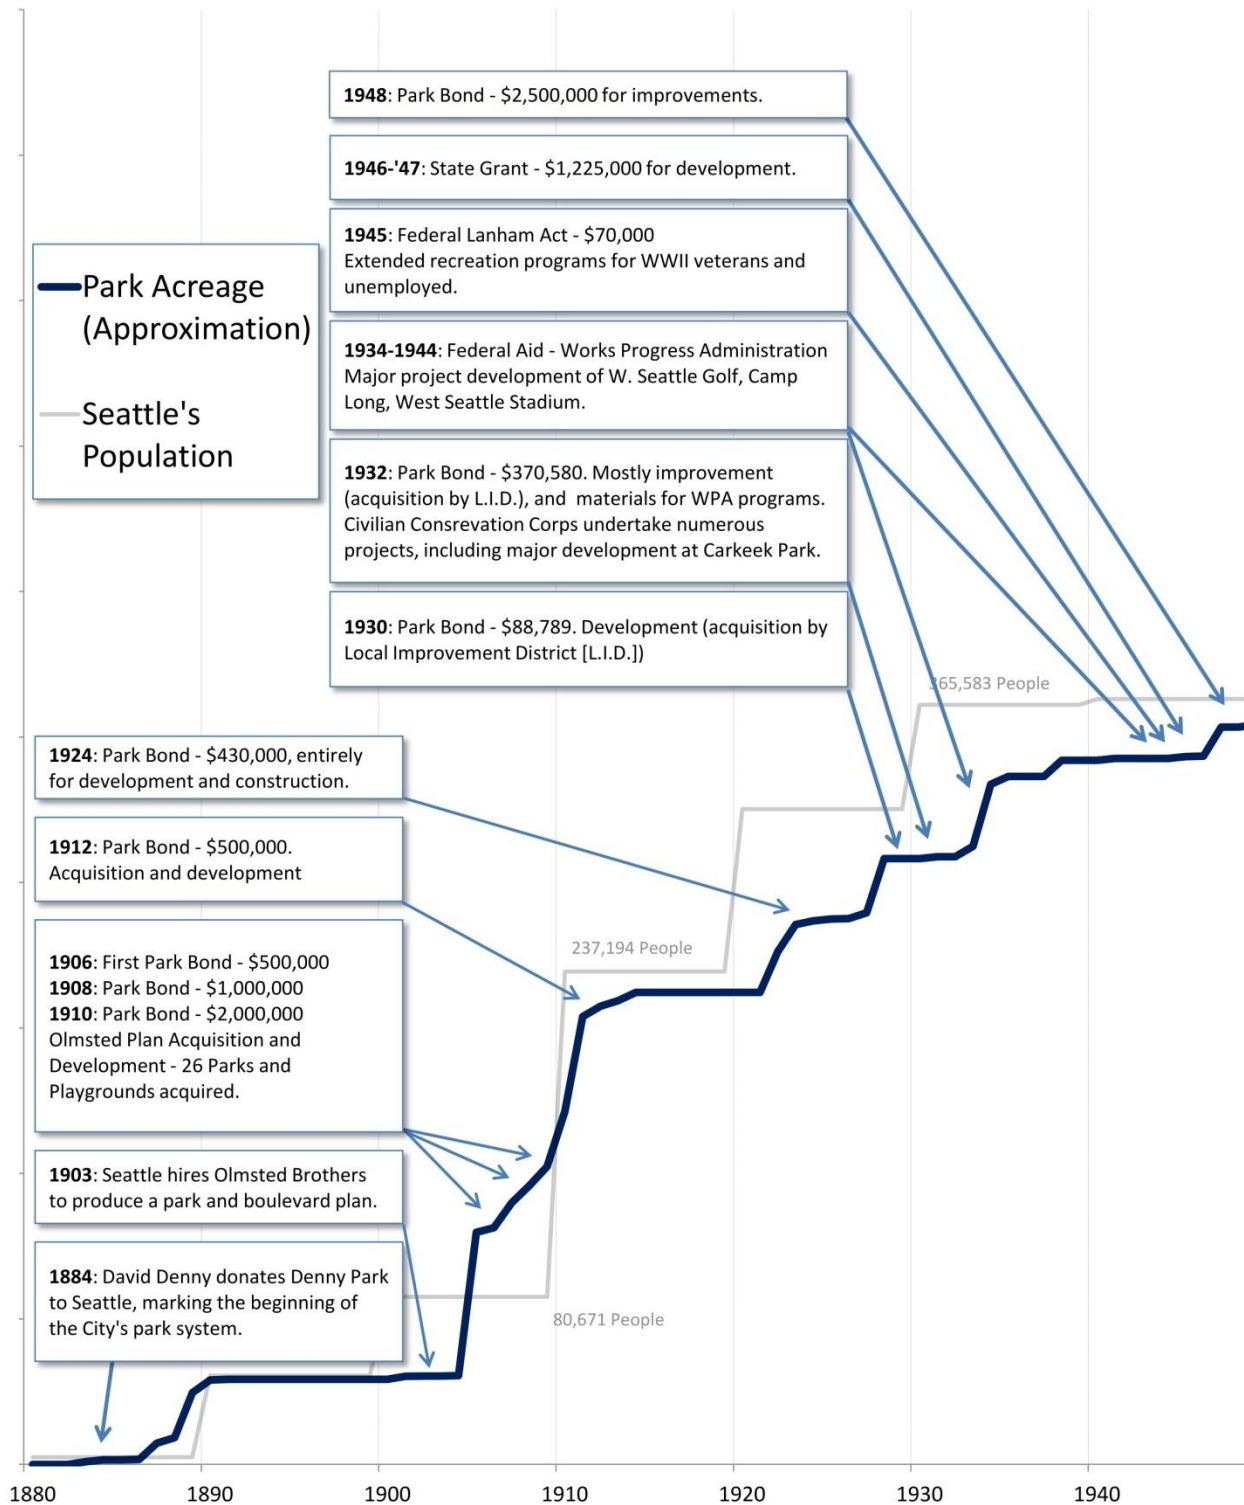 1948: Park Bond - $2,500,000 for improvements.
1946-'47: State Grant - $1,225,000 for development.
1945: Federal Lanham Act - $70,000
Extended recreation programs for WWII veterans and
unemployed.
Park Acreage
(Approximation)
Seattle's
Population
1934-1944: Federal Aid - Works Progress Administration
Major project development of W. Seattle Golf, Camp
Long, West Seattle Stadium.
1932: Park Bond - $370,580. Mostly improvement
(acquisition by L.I.D.), and materials for WPA programs.
Civilian Consrevation Corps undertake numerous
projects, including major development at Carkeek Park.
1930: Park Bond - $88,789. Development (acquisition by
Local Improvement District [L.I.D.])
365,583 People
1924: Park Bond - $430,000, entirely
for development and construction.
1912: Park Bond - $500,000.
Acquisition and development
237,194 People
1906: First Park Bond - $500,000
1908: Park Bond - $1,000,000
1910: Park Bond - $2,000,000
Olmsted Plan Acquisition and
Development - 26 Parks and
Playgrounds acquired.
1903: Seattle hires Olmsted Brothers
to produce a park and boulevard plan.
1884: David Denny donates Denny Park
to Seattle, marking the beginning of
the City's park system.
80,671 People
1880 1890 1900 1910 1920 1930 1940